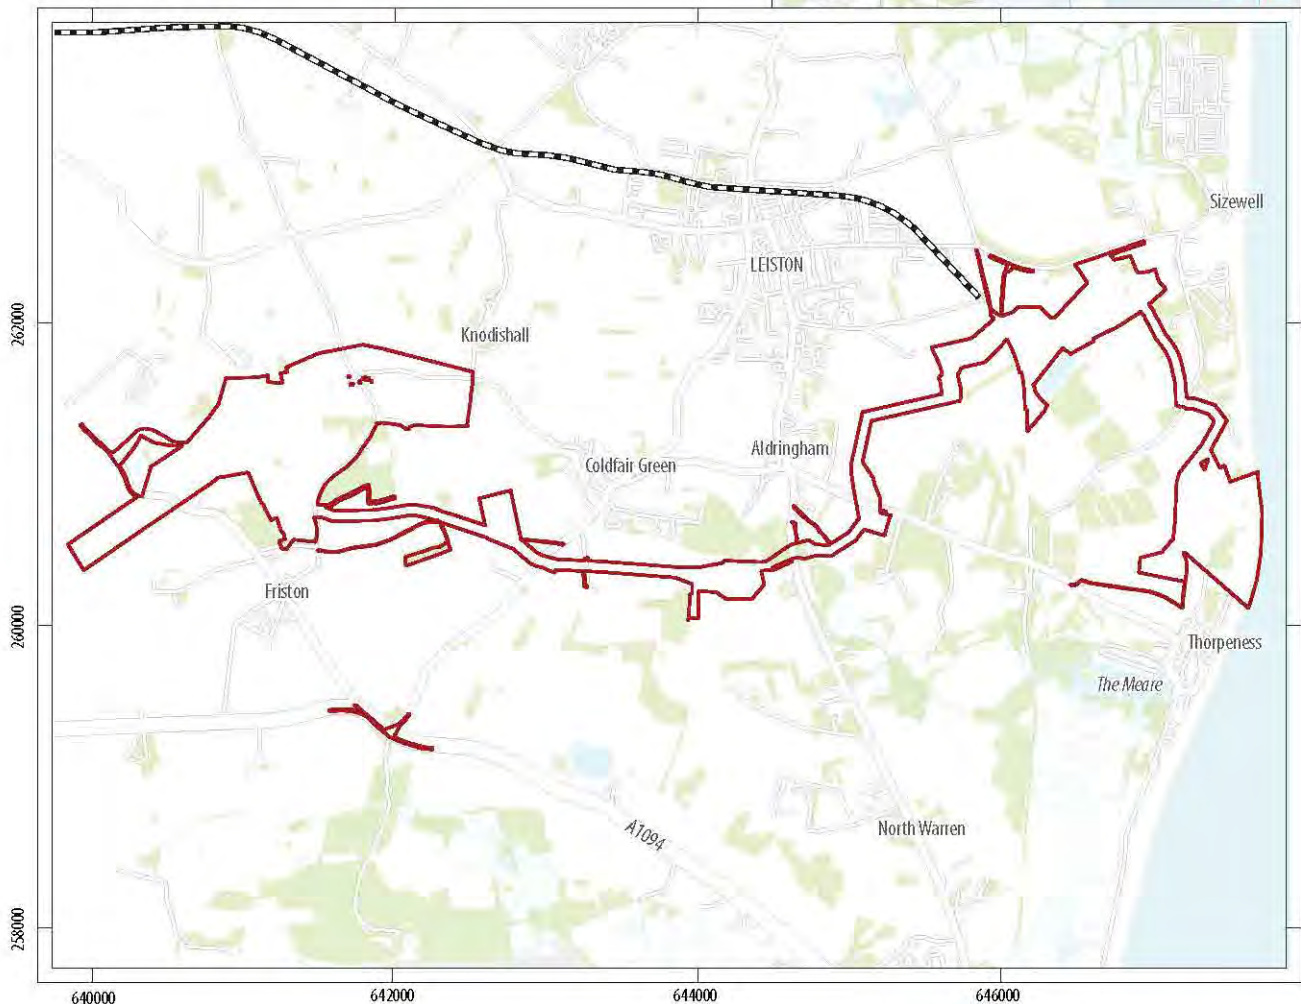 Sizewell
LEISTON
262000
Knodishall
Aldringham
Coldfair Green
Friston
260000
Thorpeness
The Meare
North Warren
A1094
258000
640000
642000
644000
646000